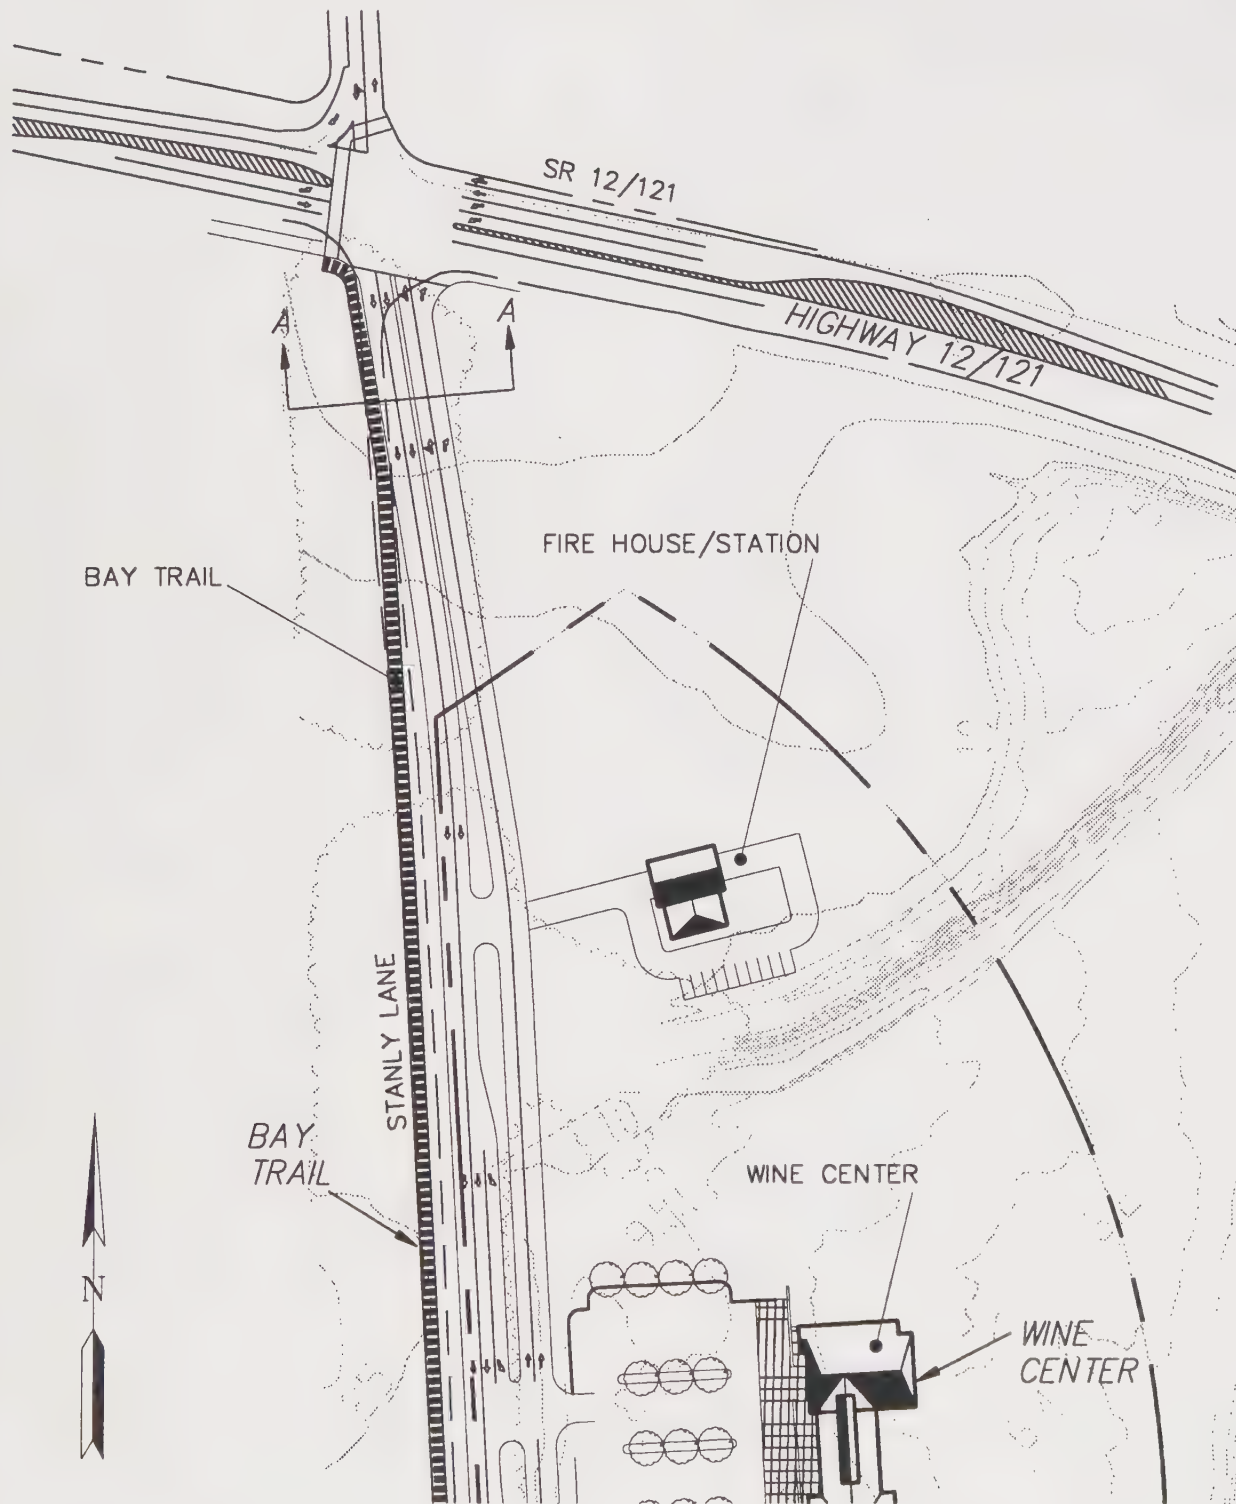 SR 12/121
A
A
HIGHWAY 12/121
FIRE HOUSE/STATION
BAY TRAIL
STANLY LANE
BAY
TRAIL
WINE CENTER
N
WINE
CENTER